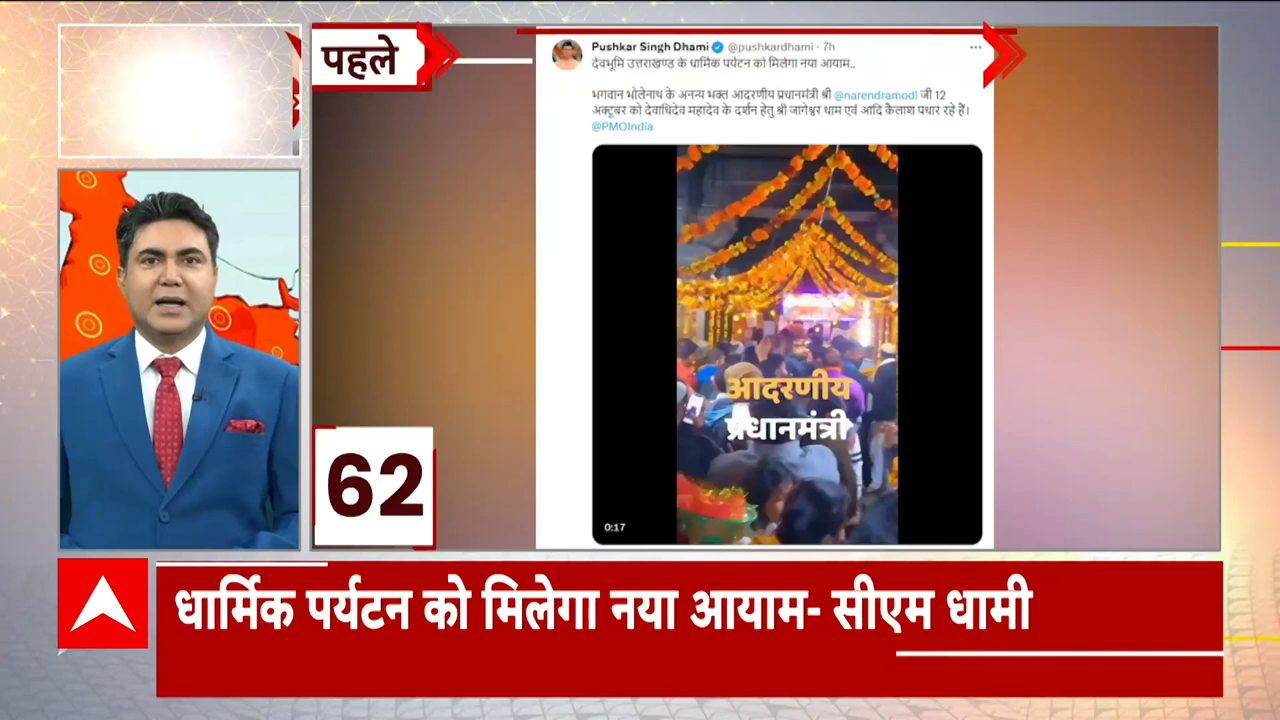 पहले
Pushkar Singh Dhami @pushkardhami · 7h
देवभूमि उत्तराखण्ड के धार्मिक पर्यटन को मिलेगा नया आयाम..
भगवान भोलेनाथ के अनन्य भक्त आदरणीय प्रधानमंत्री श्री @narendramodi जी 12
अक्टूबर को देवाधिदेव महादेव के दर्शन हेतु श्री जागेश्वर धाम एवं आदि कैलाश पधार रहे हैं।
@PMOIndia
आदरणीय
प्रधानमंत्री
0:17
62
धार्मिक पर्यटन को मिलेगा नया आयाम- सीएम धामी